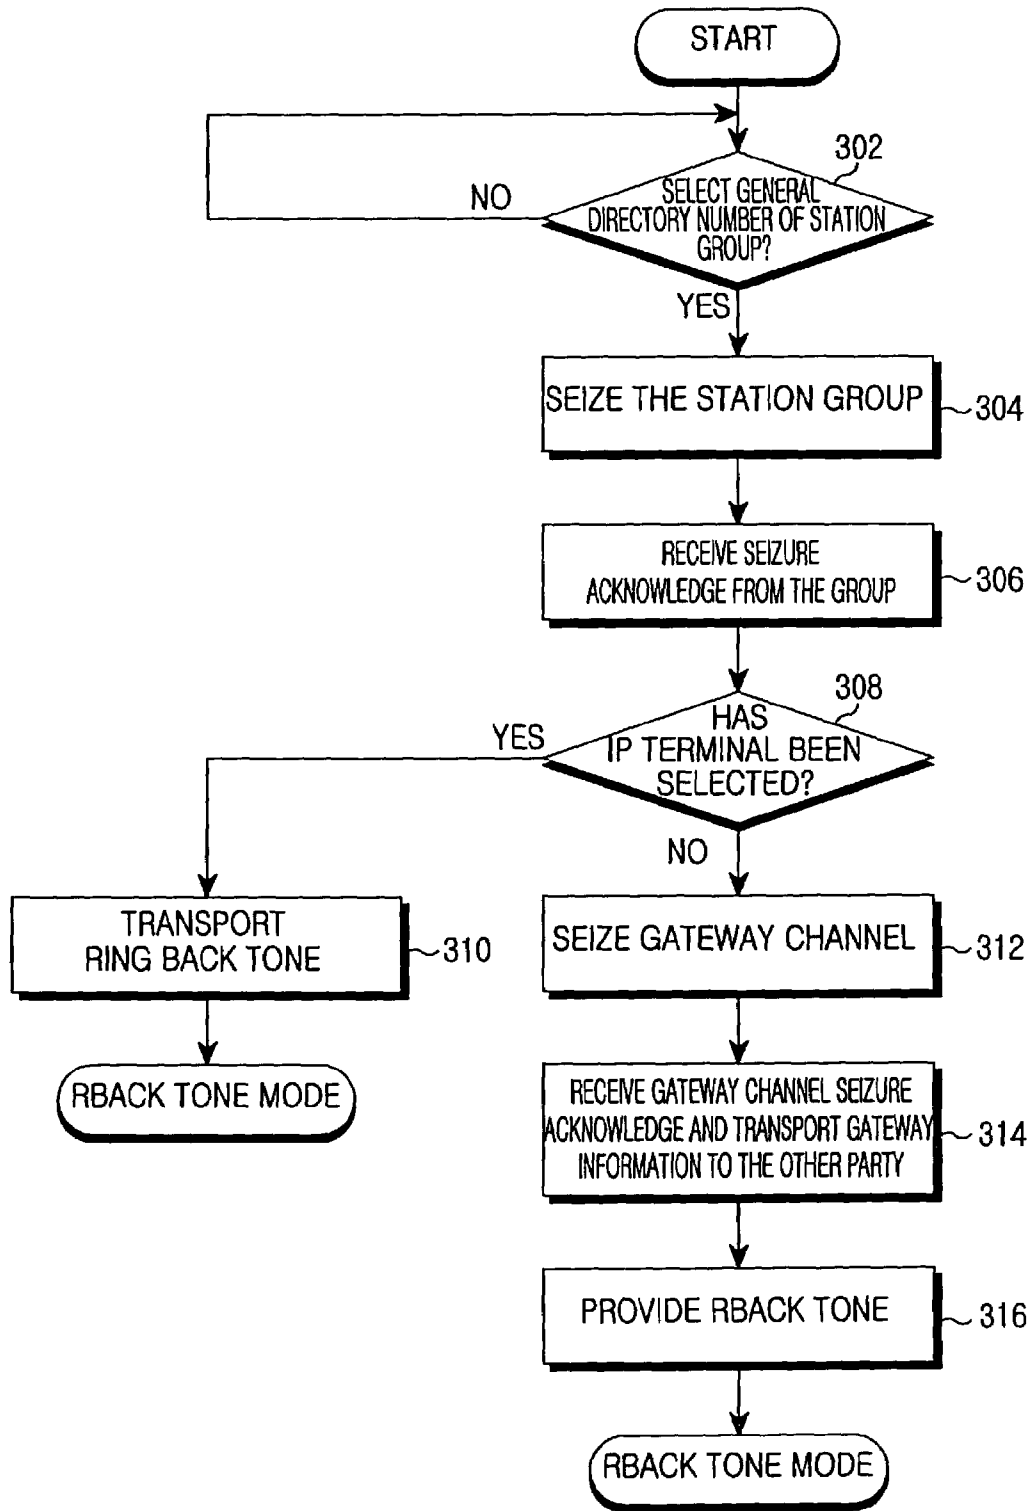 START
302
SELECT GENERAL
DIRECTORY NUMBER OF STATION
GROUP?
NO
YES
SEIZE THE STATION GROUP
304
RECEIVE SEIZURE
ACKNOWLEDGE FROM THE GROUP
306
308
HAS
IP TERMINAL BEEN
SELECTED?
YES
NO
TRANSPORT
RING BACK TONE
310
SEIZE GATEWAY CHANNEL
312
RBACK TONE MODE
RECEIVE GATEWAY CHANNEL SEIZURE
ACKNOWLEDGE AND TRANSPORT GATEWAY
INFORMATION TO THE OTHER PARTY
314
PROVIDE RBACK TONE
316
RBACK TONE MODE